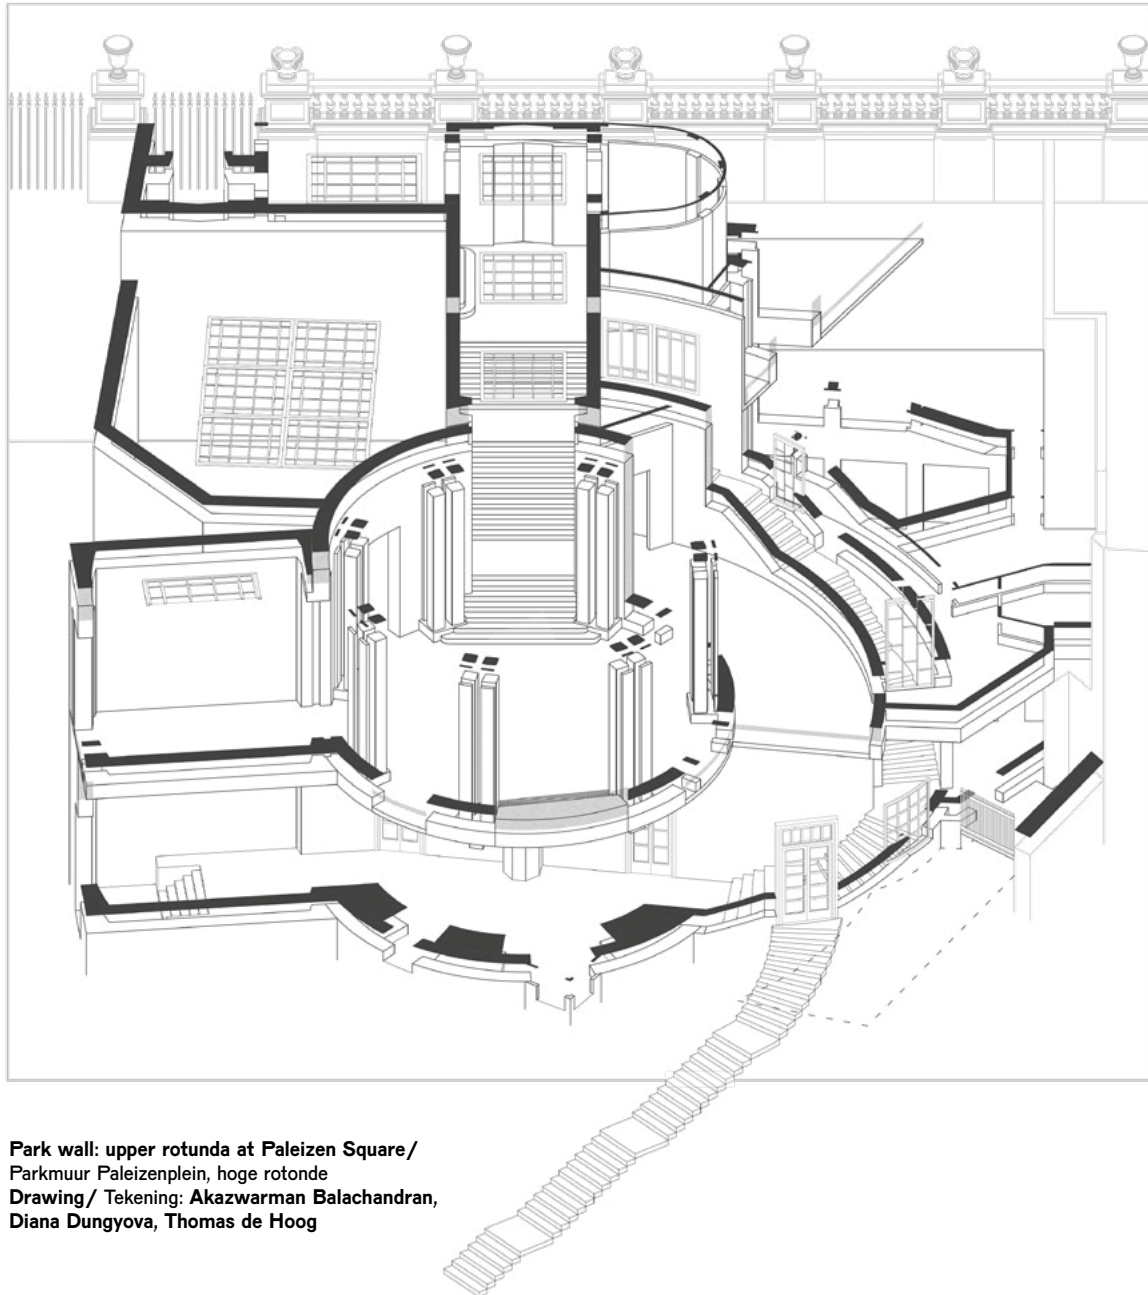 Park wall: upper rotunda at Paleizen Square/
Parkmuur Paleizenplein, hoge rotonde
Drawing/ Tekening: Akazwarman Balachandran,
Diana Dungyova, Thomas de Hoog